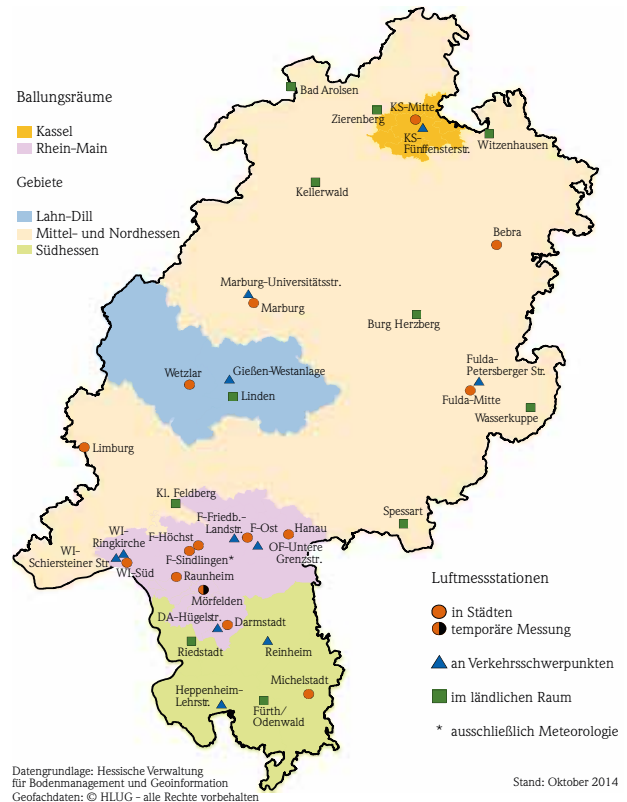 Ballungsräume
Kassel
Rhein-Main
Gebiete
Lahn-Dill
Mittel- und Nordhessen
Südhessen
Bad Arolsen
Zierenberg
KS-Mitte
KS-
Fünffensterstr.
Witzenhausen
Kellerwald
Bebra
Marburg-Universitätsstr.
Marburg
Burg Herzberg
Wetzlar
Gießen-Westanlage
Linden
Fulda-
Petersberger Str.
Fulda-Mitte
Wasserkuppe
Limburg
Kl. Feldberg
Spessart
WI-
Ringkirche
WI-
Schiersteiner Str.
WI-Süd
F-Höchst
F-Friedb.-
Landstr.
F-Ost
Hanau
F-Sindlingen*
OF-Untere
Grenzstr.
Raunheim
Mörfelden
DA-Hügelstr.
Darmstadt
Riedstadt
Reinheim
Michelstadt
Heppenheim-
Lehrstr.
Fürth/
Odenwald
Luftmessstationen
in Städten
temporäre Messung
an Verkehrsschwerpunkten
im ländlichen Raum
* ausschließlich Meteorologie
Datengrundlage: Hessische Verwaltung
für Bodenmanagement und Geoinformation
Geofachdaten: © HLUG - alle Rechte vorbehalten
Stand: Oktober 2014